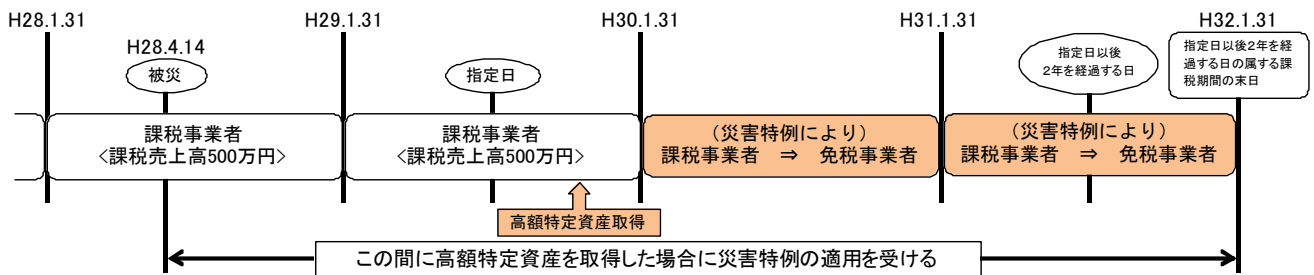 H28.1.31
H29.1.31
H30.1.31
H31.1.31
H32.1.31
H28.4.14
被災
指定日
指定日以後
2年を経過する日
指定日以後2年を経
過する日の属する課
税期間の末日
課税事業者
<課税売上高500万円>
課税事業者
<課税売上高500万円>
(災害特例により)
課税事業者 ⇒ 免税事業者
(災害特例により)
課税事業者 ⇒ 免税事業者
高額特定資産取得
この間に高額特定資産を取得した場合に災害特例の適用を受ける